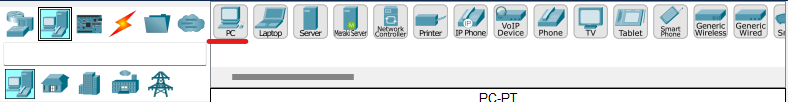 PC
Laptop
Server
Meraki Server
Network
Controller
Printer
IP
IP Phone
VoIP
Device
Phone
TV
Tablet
Smart
Phone
Generic
Wireless
Generic
Wired
PC-PT